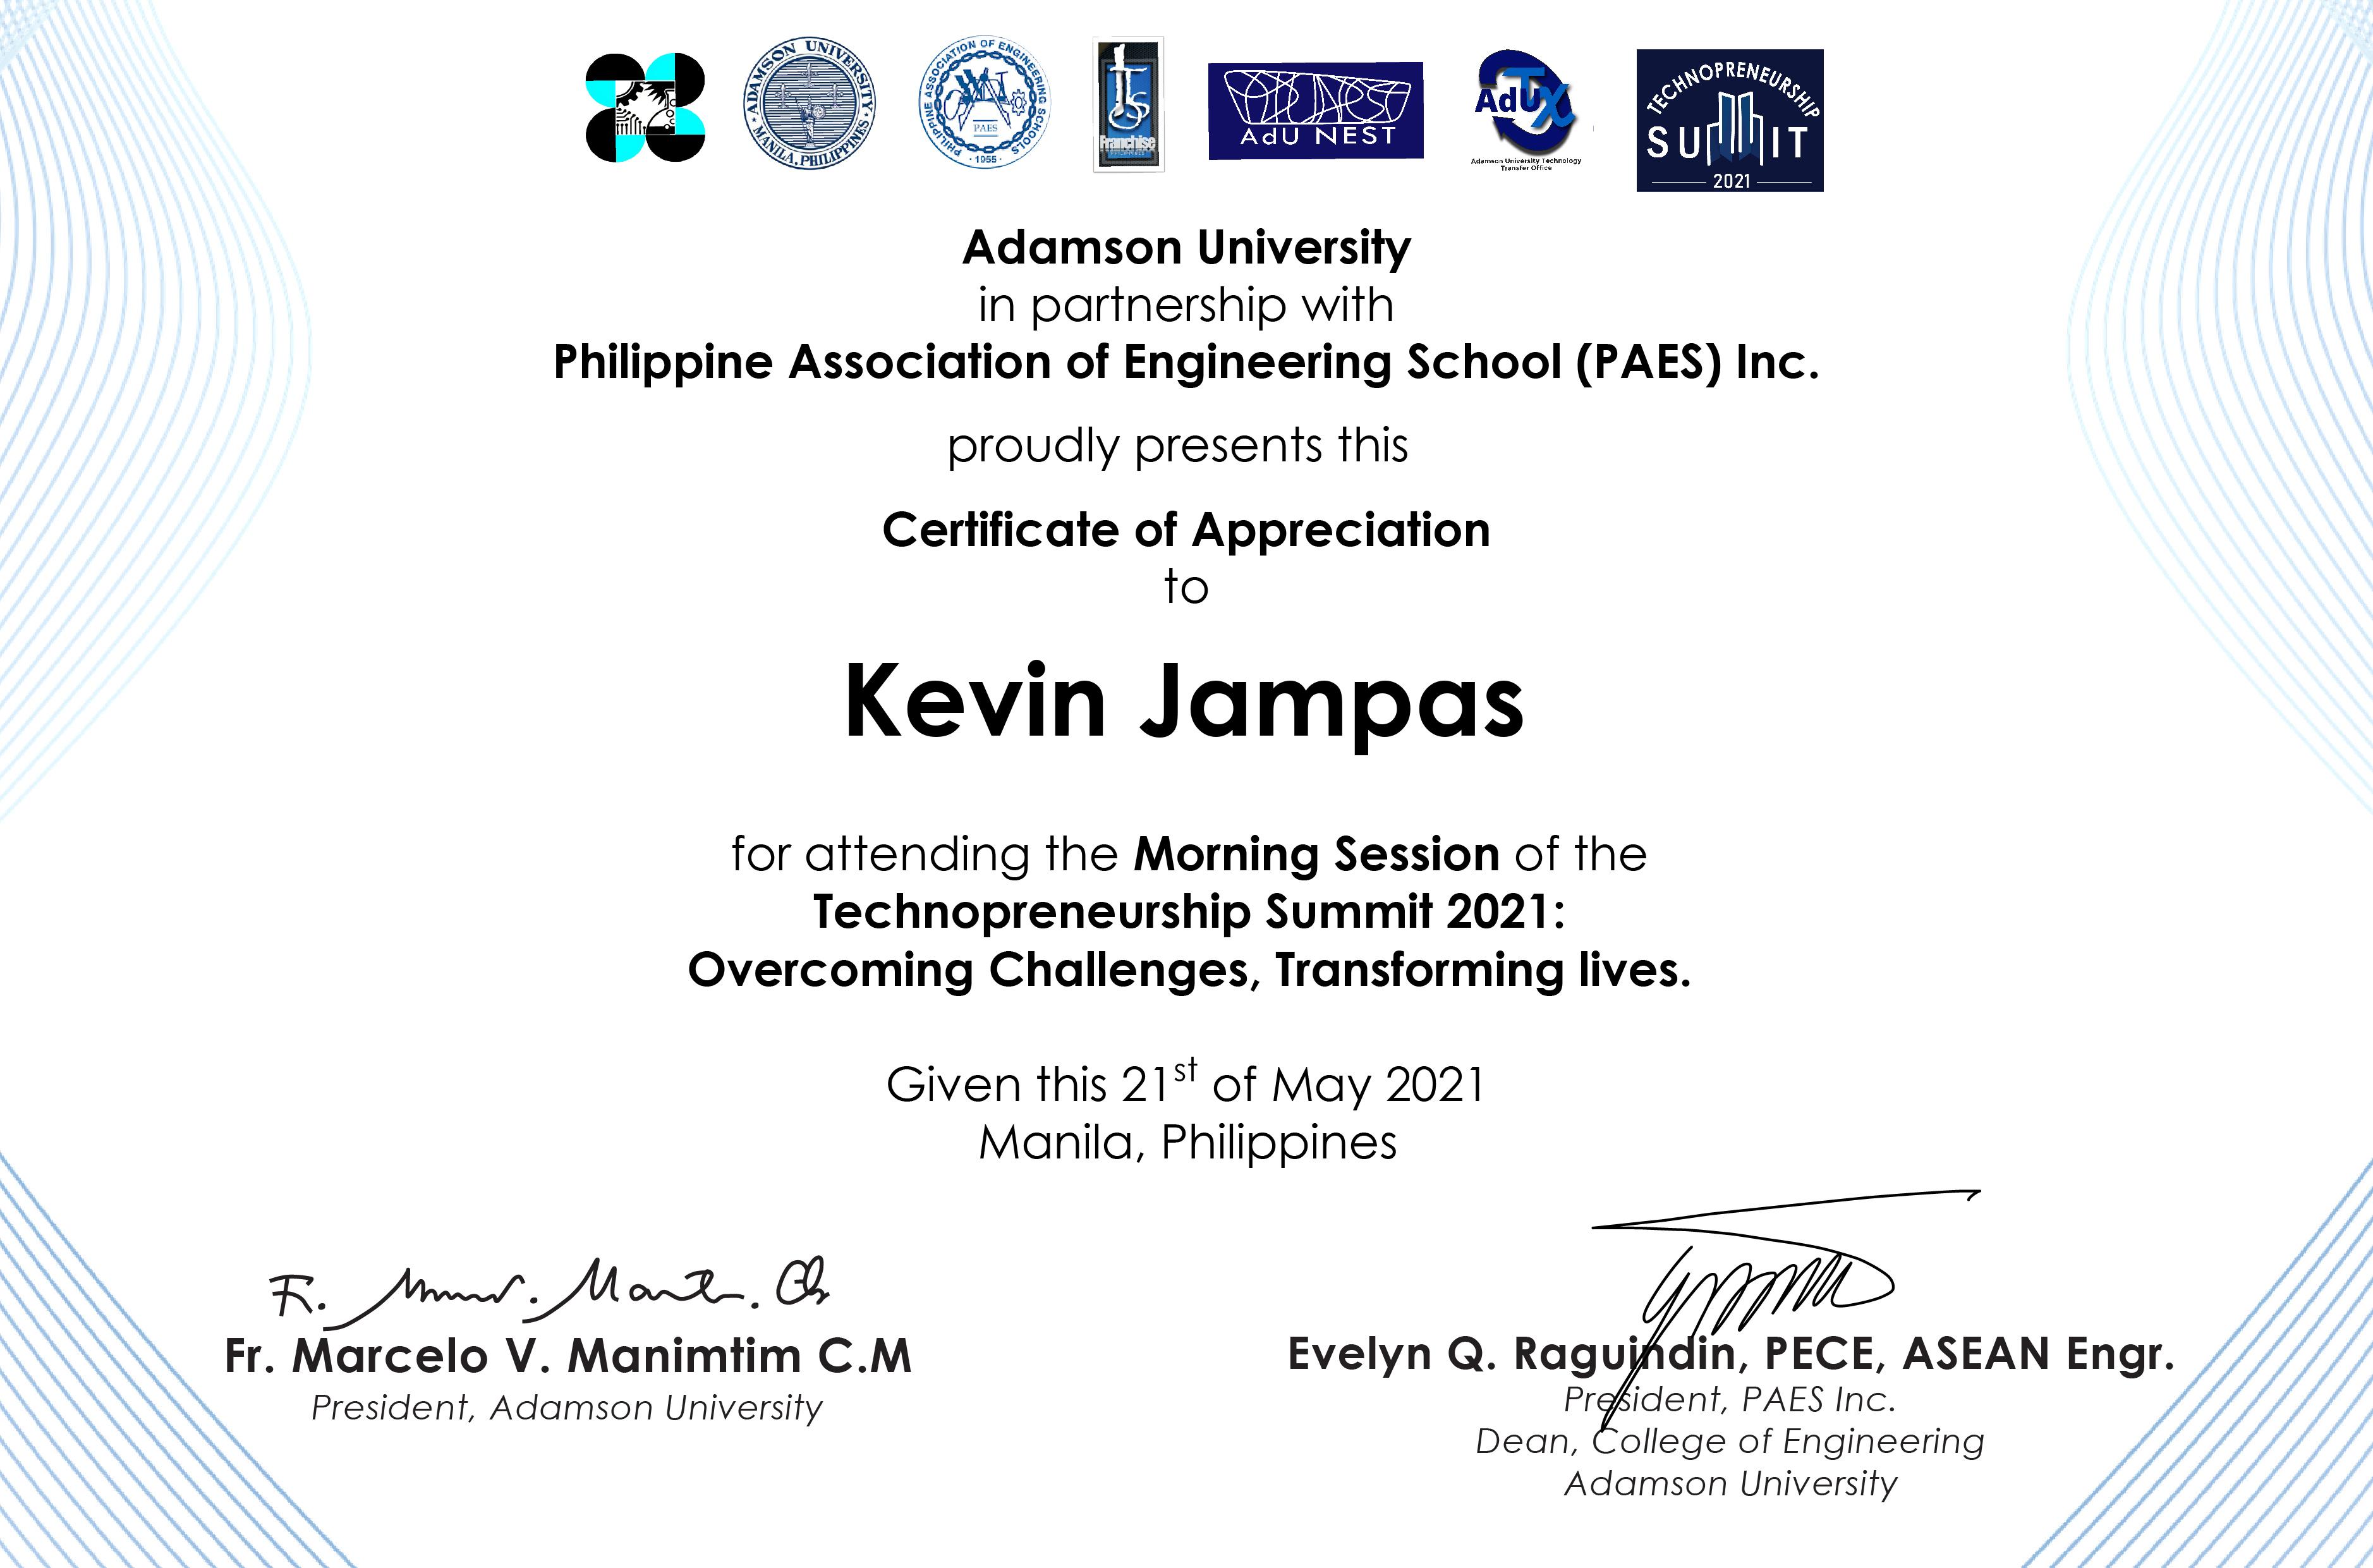 ADAMSON UNIVERSITY
MANILA, PHILIPPINES
PHILIPPINE ASSOCIATION OF ENGINEERING SCHOOLS
PAES
1955
Franchise
AdU NEST
AdUTX
Adamson University Technology
Transfer Office
TECHNOPRENEURSHIP
SUMMIT
2021
Adamson University
in partnership with
Philippine Association of Engineering School (PAES) Inc.
proudly presents this
Certificate of Appreciation
to
Kevin Jampas
for attending the Morning Session of the
Technopreneurship Summit 2021:
Overcoming Challenges, Transforming lives.
Given this 21st of May 2021
Manila, Philippines
Fr. Marcelo V. Manimtim C.M
President, Adamson University
Evelyn Q. Raguindin, PECE, ASEAN Engr.
President, PAES Inc.
Dean, College of Engineering
Adamson University